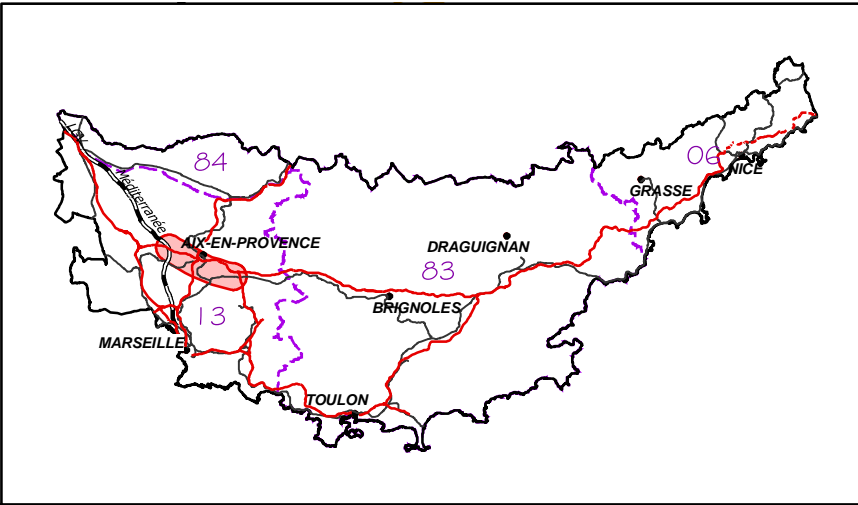 84
Méditerranée
06
NICE
GRASSE
AIX-EN-PROVENCE
DRAGUIGNAN
83
13
BRIGNOLES
MARSEILLE
TOULON